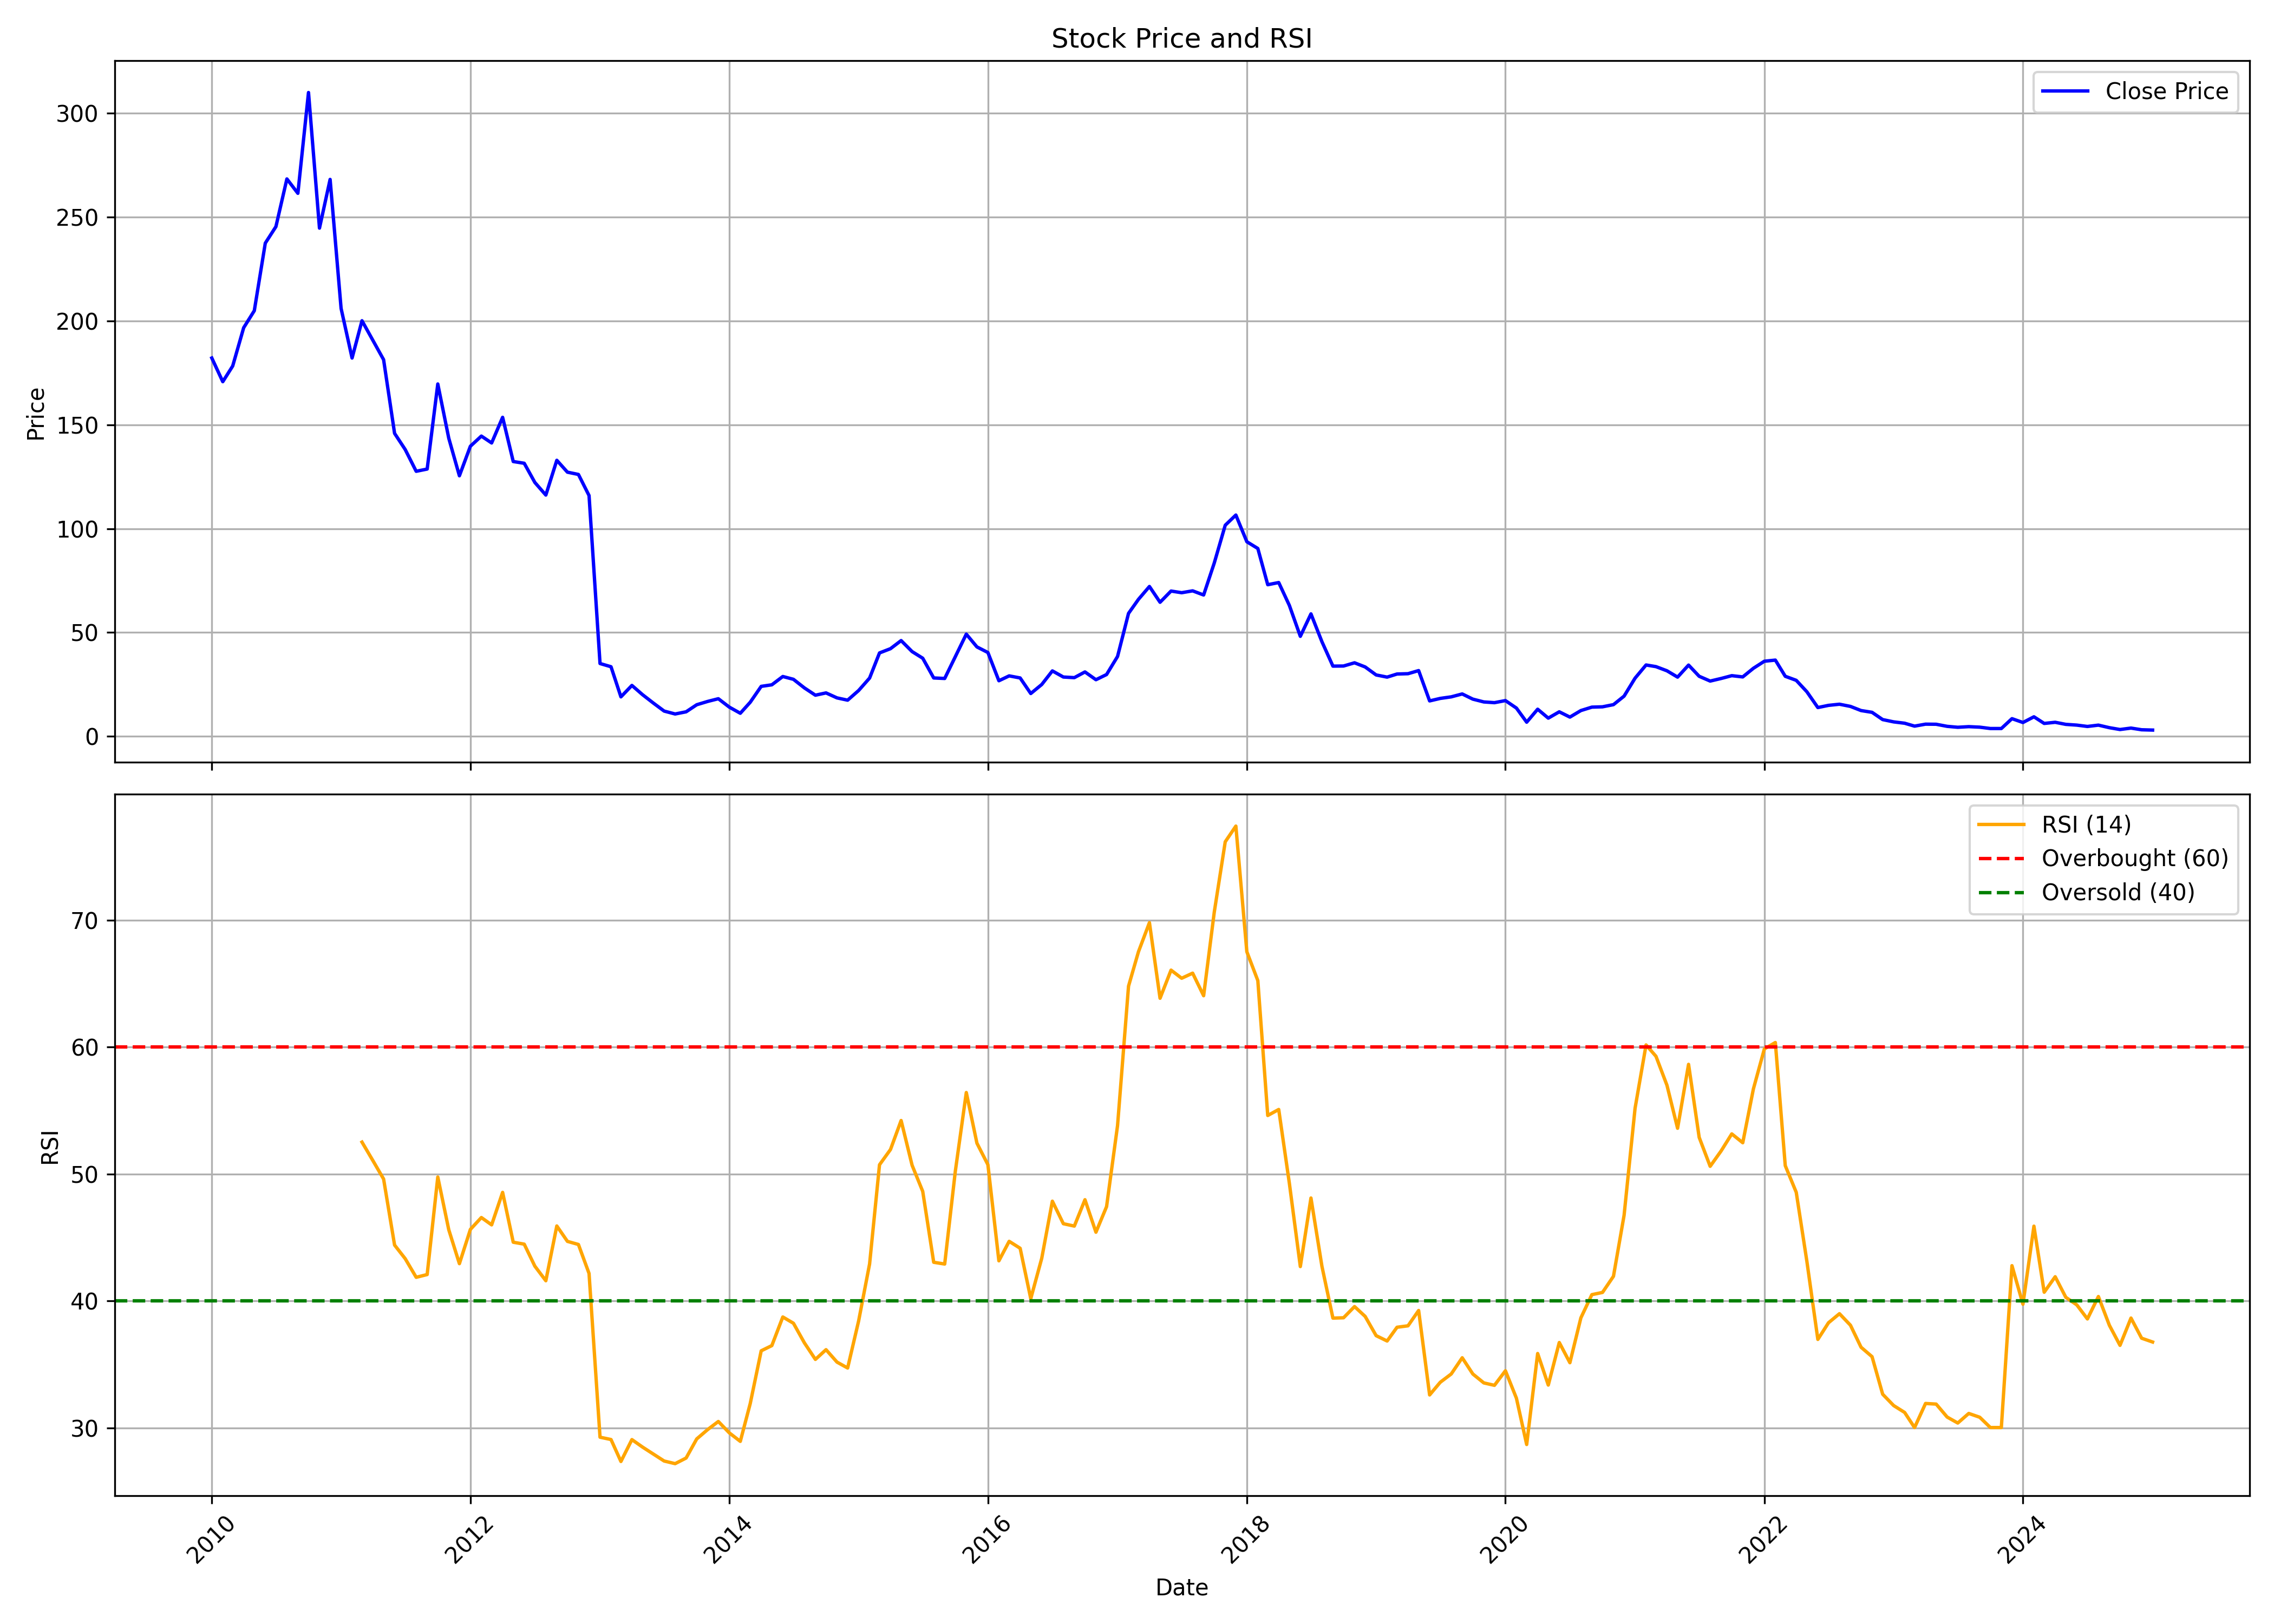 Stock Price and RSI
Close Price
300
250
200
150
100
50
0
Price
RSI (14)
Overbought (60)
Oversold (40)
70
60
50
40
30
RSI
2010
2012
2014
2016
2018
2020
2022
2024
Date